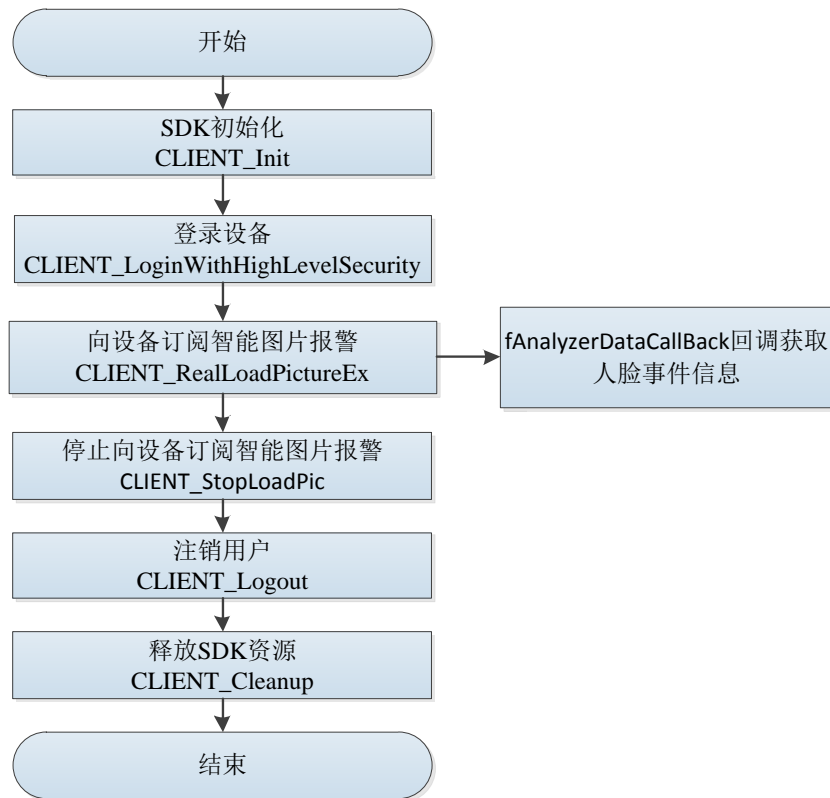 开始
SDK初始化
CLIENT_Init
登录设备
CLIENT_LoginWithHighLevelSecurity
向设备订阅智能图片报警
CLIENT_RealLoadPictureEx
fAnalyzerDataCallBack回调获取
人脸事件信息
停止向设备订阅智能图片报警
CLIENT_StopLoadPic
注销用户
CLIENT_Logout
释放SDK资源
CLIENT_Cleanup
结束